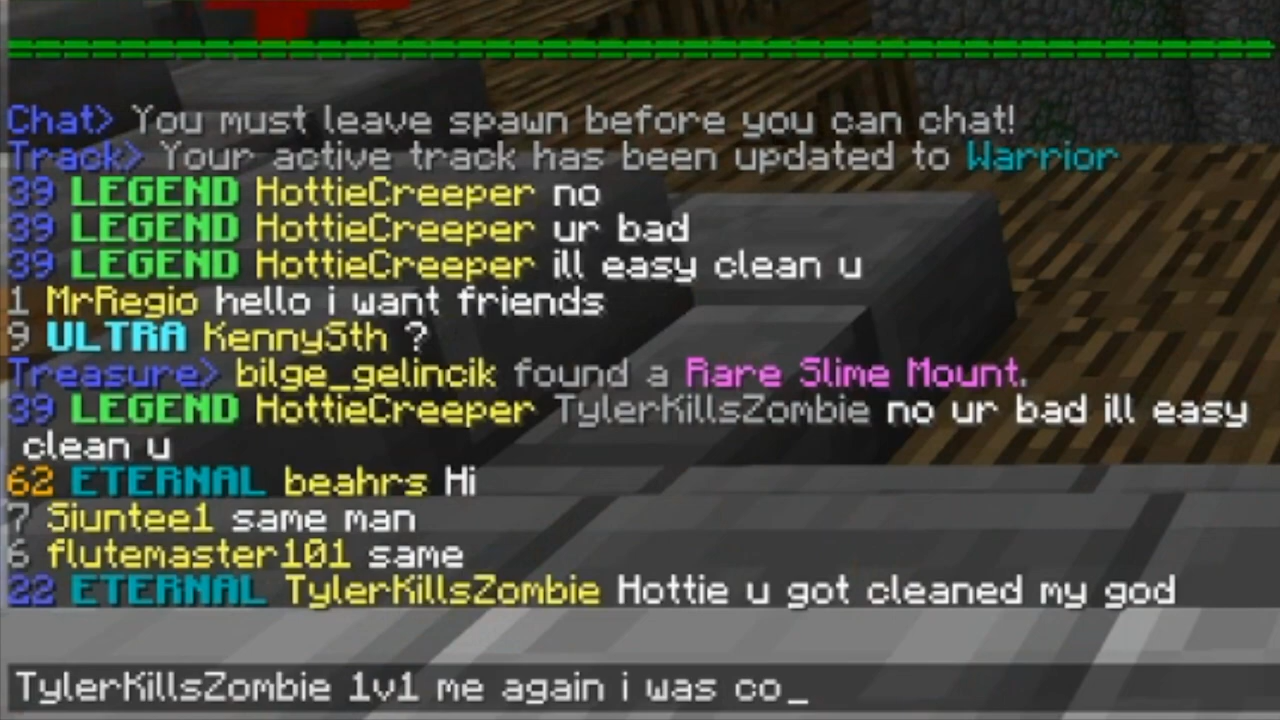 Chat> You must leave spawn before you can chat!
Track> Your active track has been updated to Warrior
39 LEGEND HottieCreeper no
39 LEGEND HottieCreeper ur bad
39 LEGEND HottieCreeper ill easy clean u
1 MrRegio hello i want friends
9 ULTRA Kenny5th ?
Treasure> bilge_gelincik found a Rare Slime Mount.
39 LEGEND HottieCreeper TylerKillsZombie no ur bad ill easy
clean u
62 ETERNAL beahrs Hi
7 Siuntee1 same man
6 flutemaster101 same
22 ETERNAL TylerKillsZombie Hottie u got cleaned my god
TylerKillsZombie 1v1 me again i was co_